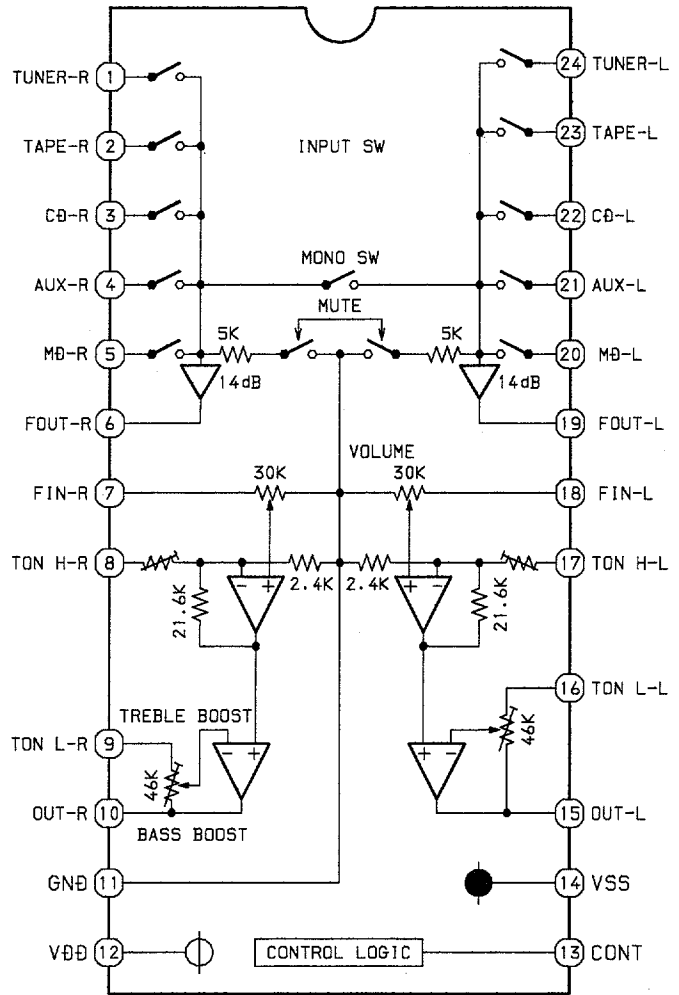 TUNER-R 1
24 TUNER-L
TAPE-R 2
INPUT SW
23 TAPE-L
CD-R 3
22 CD-L
MONO SW
AUX-R 4
21 AUX-L
MUTE
5K
5K
MD-R 5
20 MD-L
14dB
14dB
FOUT-R 6
19 FOUT-L
VOLUME
30K
30K
FIN-R 7
18 FIN-L
TON H-R 8
17 TON H-L
- +
2.4K
2.4K
+ -
21.6K
21.6K
16 TON L-L
TREBLE BOOST
46K
TON L-R 9
- +
+ -
46K
OUT-R 10
15 OUT-L
BASS BOOST
GND 11
14 VSS
VDD 12
CONTROL LOGIC
13 CONT